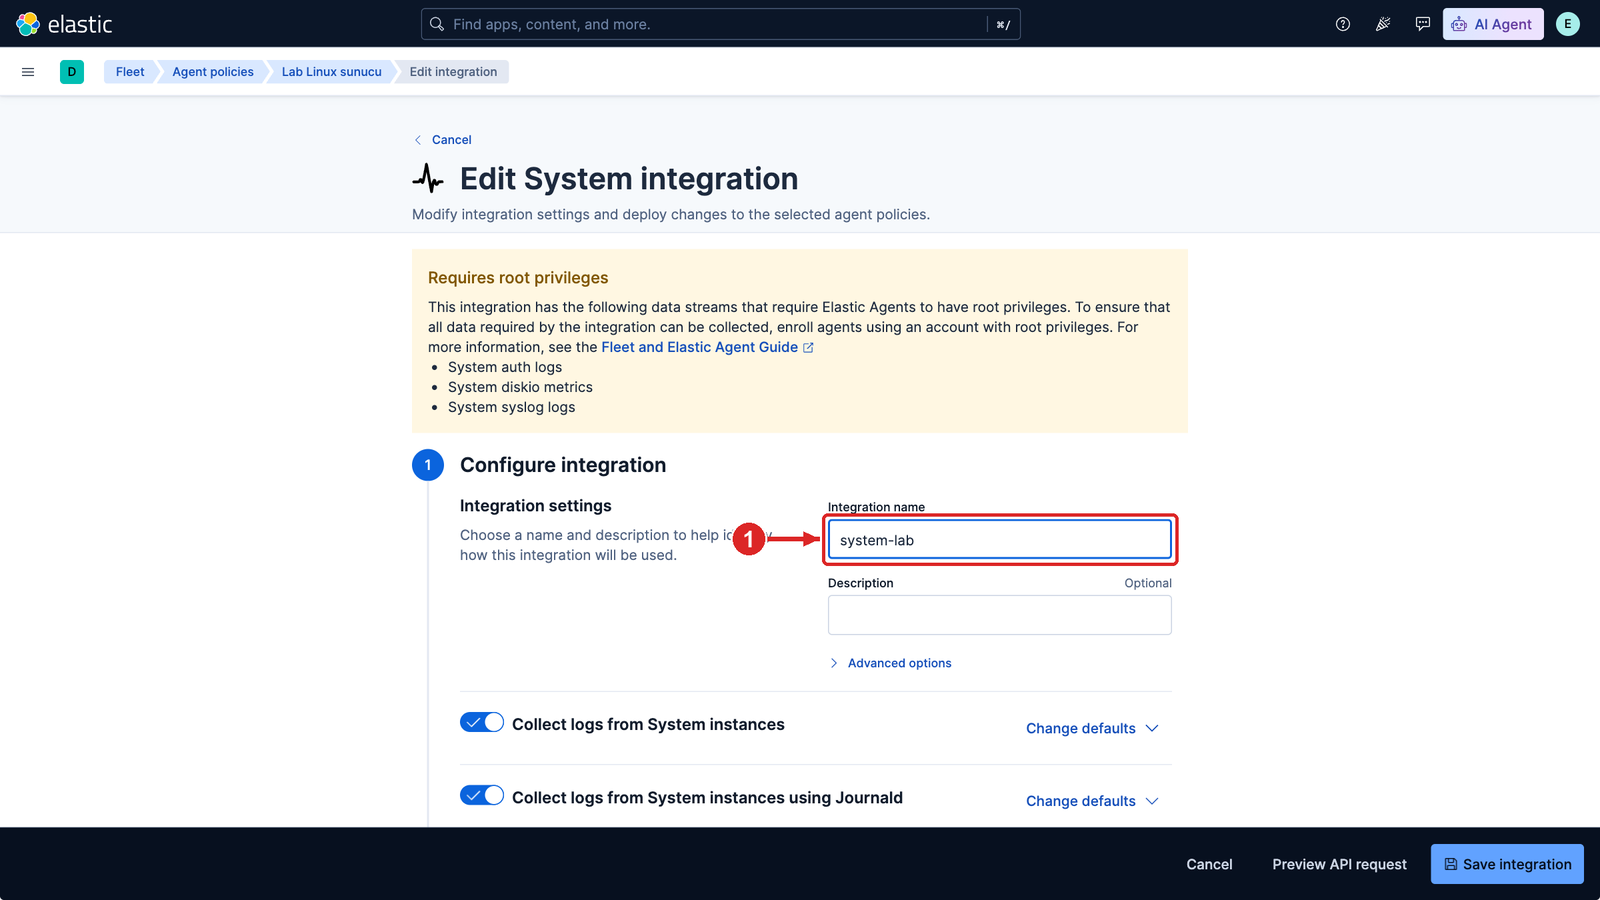 elastic
Find apps, content, and more.
⌘/
AI Agent
E
D
Fleet
Agent policies
Lab Linux sunucu
Edit integration
Cancel
Edit System integration
Modify integration settings and deploy changes to the selected agent policies.
Requires root privileges
This integration has the following data streams that require Elastic Agents to have root privileges. To ensure that
all data required by the integration can be collected, enroll agents using an account with root privileges. For
more information, see the Fleet and Elastic Agent Guide
• System auth logs
• System diskio metrics
• System syslog logs
1
Configure integration
Integration settings
Choose a name and description to help
how this integration will be used.
1
Integration name
system-lab
Description
Optional
Advanced options
Collect logs from System instances
Change defaults
Collect logs from System instances using Journald
Change defaults
Cancel
Preview API request
Save integration